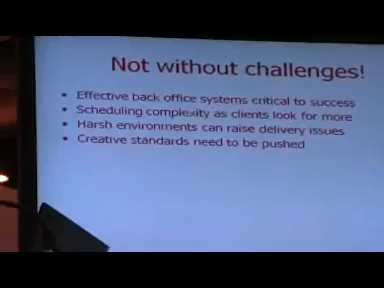 Not without challenges!
• Effective back office systems critical to success
• Scheduling complexity as clients look for more
• Harsh environments can raise delivery issues
• Creative standards need to be pushed